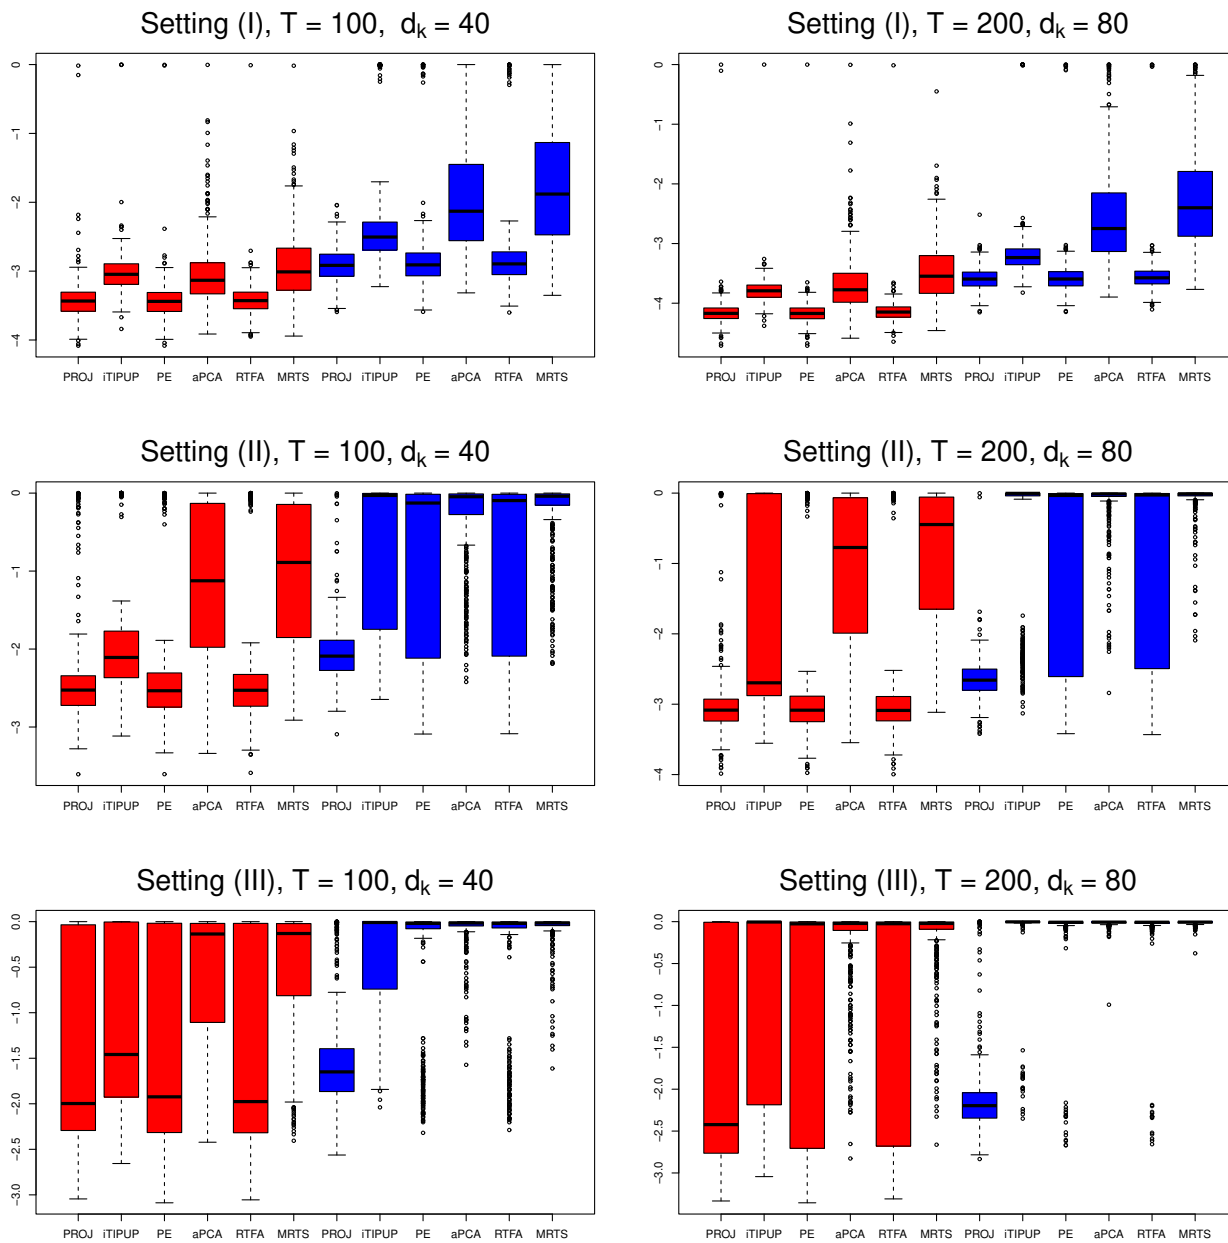 Setting (I), T = 100, d_k = 40
0
−1
−2
−3
−4
PROJ iTIPUP PE aPCA RTFA MRTS PROJ iTIPUP PE aPCA RTFA MRTS
Setting (I), T = 200, d_k = 80
0
−1
−2
−3
−4
PROJ iTIPUP PE aPCA RTFA MRTS PROJ iTIPUP PE aPCA RTFA MRTS
Setting (II), T = 100, d_k = 40
0
−1
−2
−3
PROJ iTIPUP PE aPCA RTFA MRTS PROJ iTIPUP PE aPCA RTFA MRTS
Setting (II), T = 200, d_k = 80
0
−1
−2
−3
−4
PROJ iTIPUP PE aPCA RTFA MRTS PROJ iTIPUP PE aPCA RTFA MRTS
Setting (III), T = 100, d_k = 40
0.0
−0.5
−1.0
−1.5
−2.0
−2.5
−3.0
PROJ iTIPUP PE aPCA RTFA MRTS PROJ iTIPUP PE aPCA RTFA MRTS
Setting (III), T = 200, d_k = 80
0.0
−0.5
−1.0
−1.5
−2.0
−2.5
−3.0
PROJ iTIPUP PE aPCA RTFA MRTS PROJ iTIPUP PE aPCA RTFA MRTS